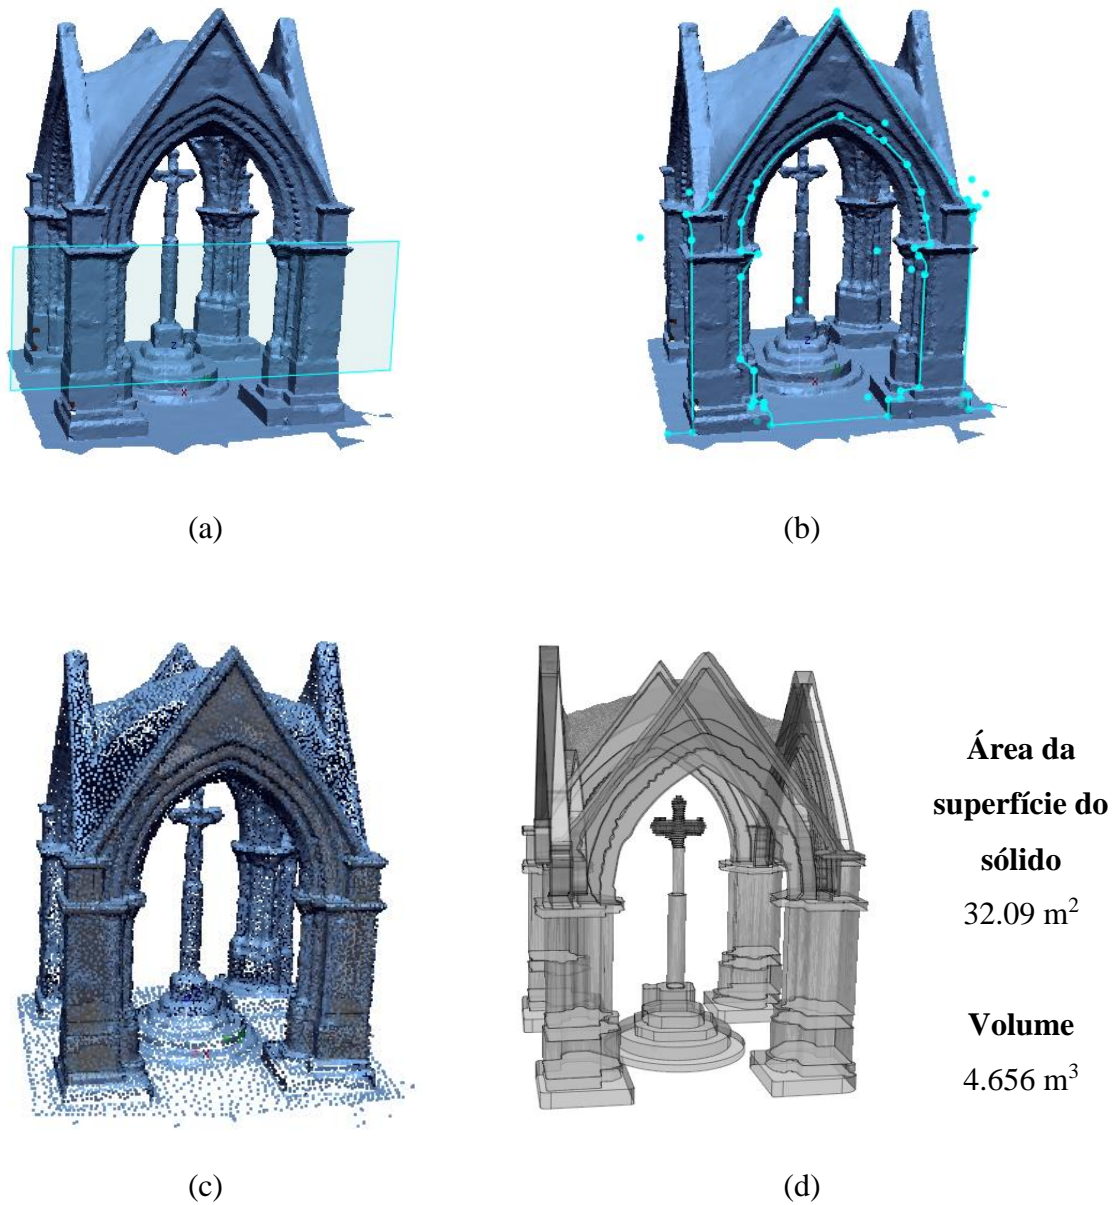 (a)
(b)
Área da
superfície do
sólido
32.09 m²
Volume
4.656 m³
(c)
(d)